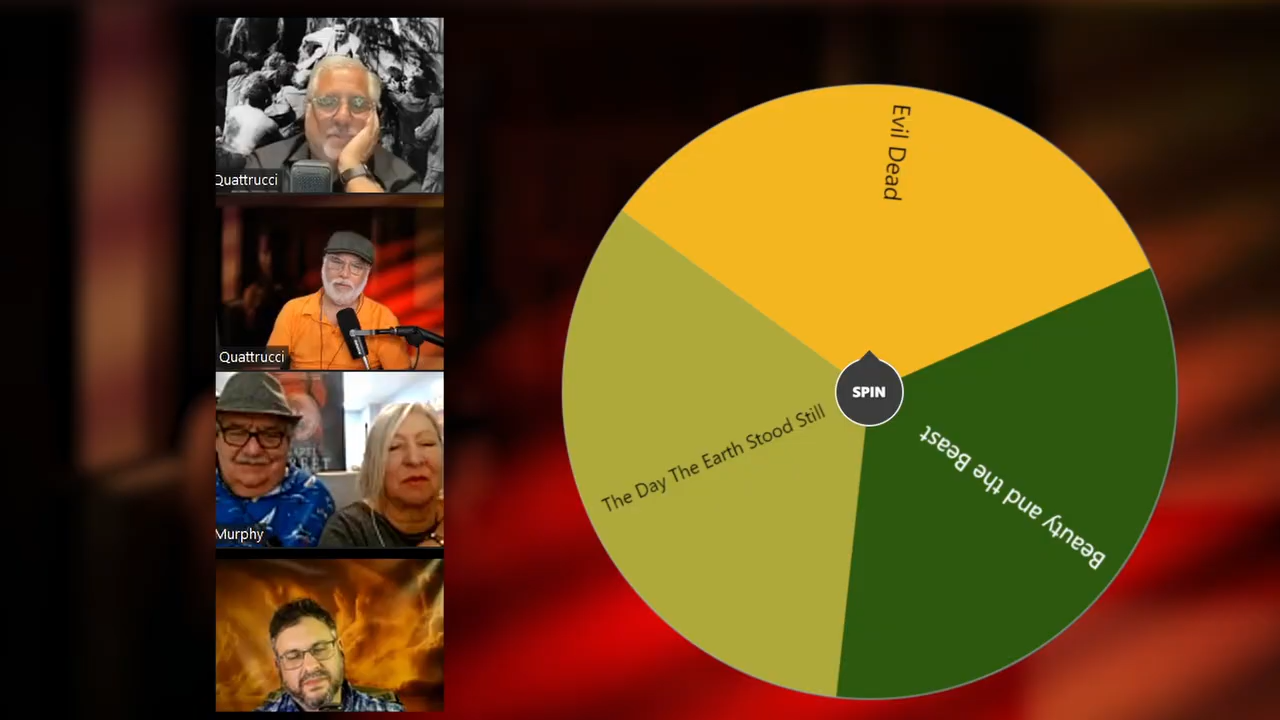 Quattrucci
Quattrucci
Murphy
Evil Dead
SPIN
The Day The Earth Stood Still
Beauty and the Beast